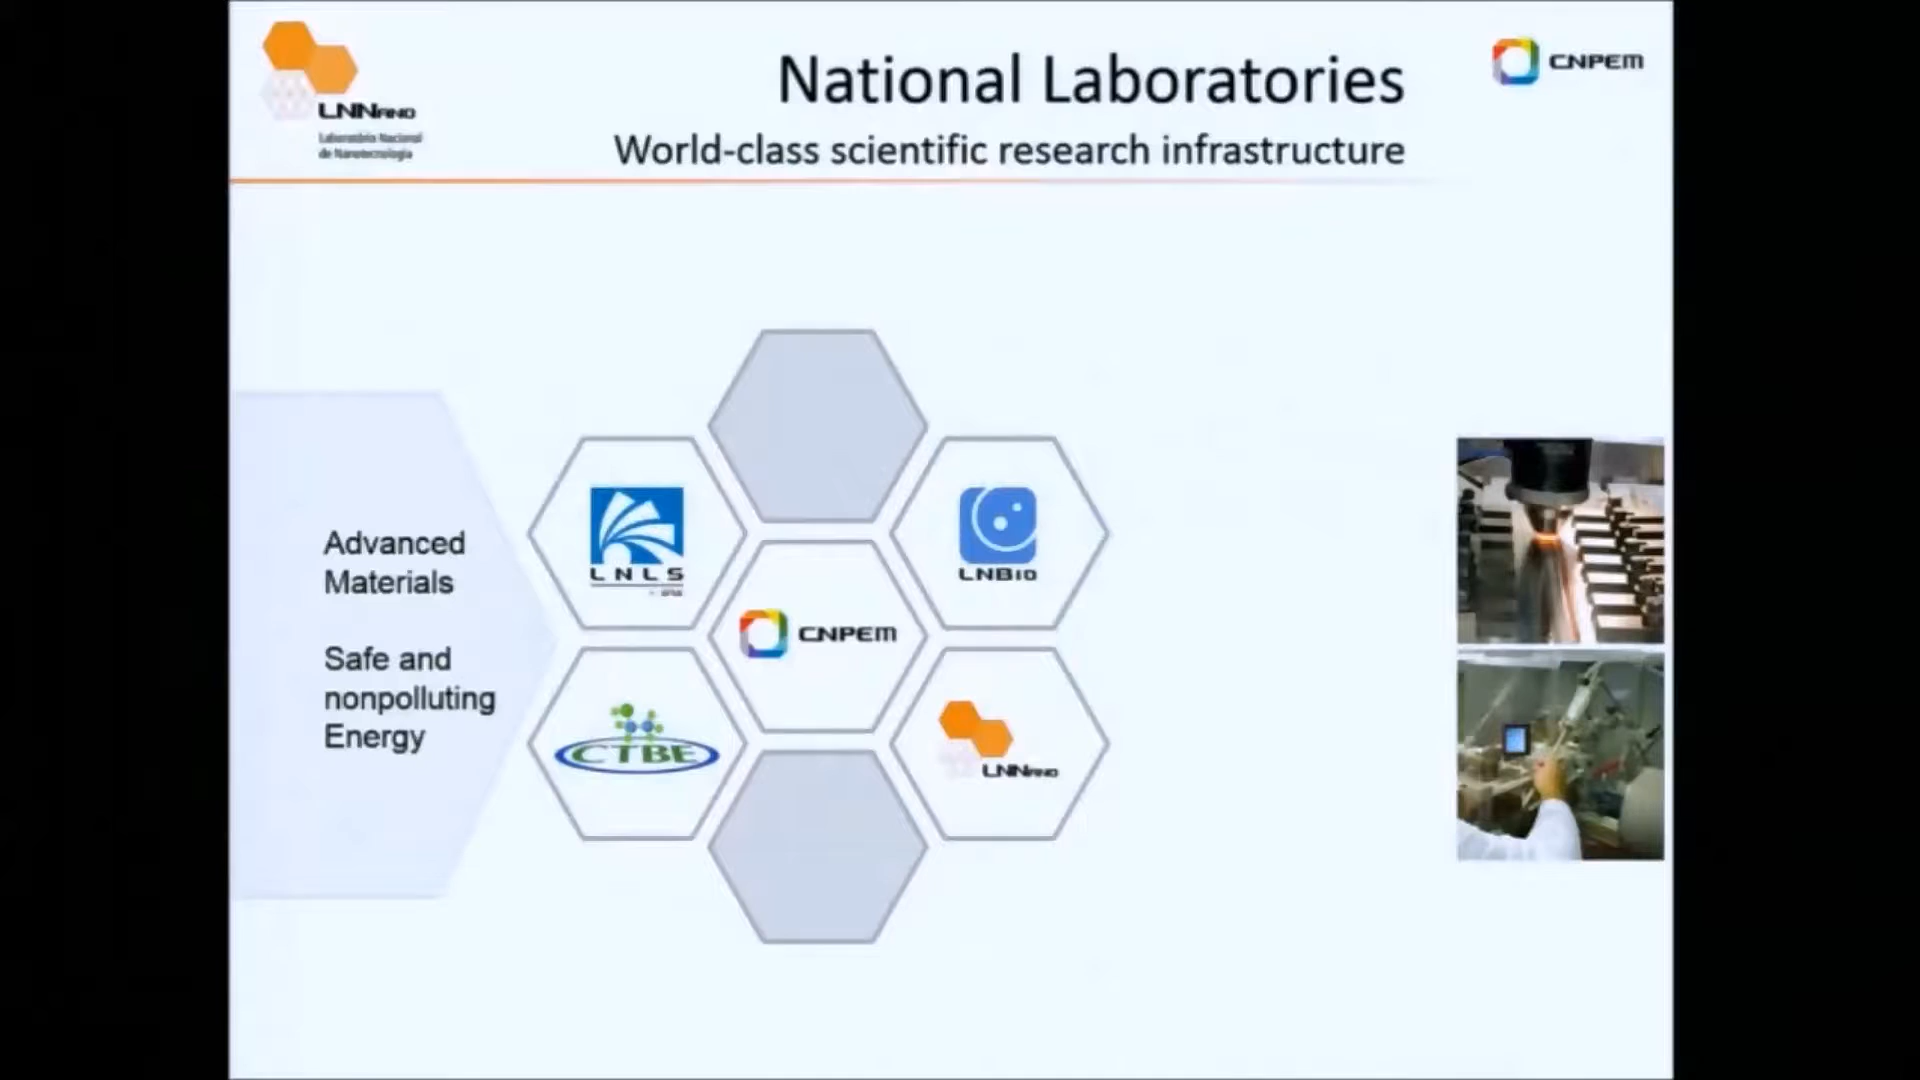 LNNano
Laboratório Nacional
de Nanotecnologia
National Laboratories
World-class scientific research infrastructure
CNPEM
Advanced
Materials
Safe and
nonpolluting
Energy
LNLS
LNBio
CNPEM
CTBE
LNNano